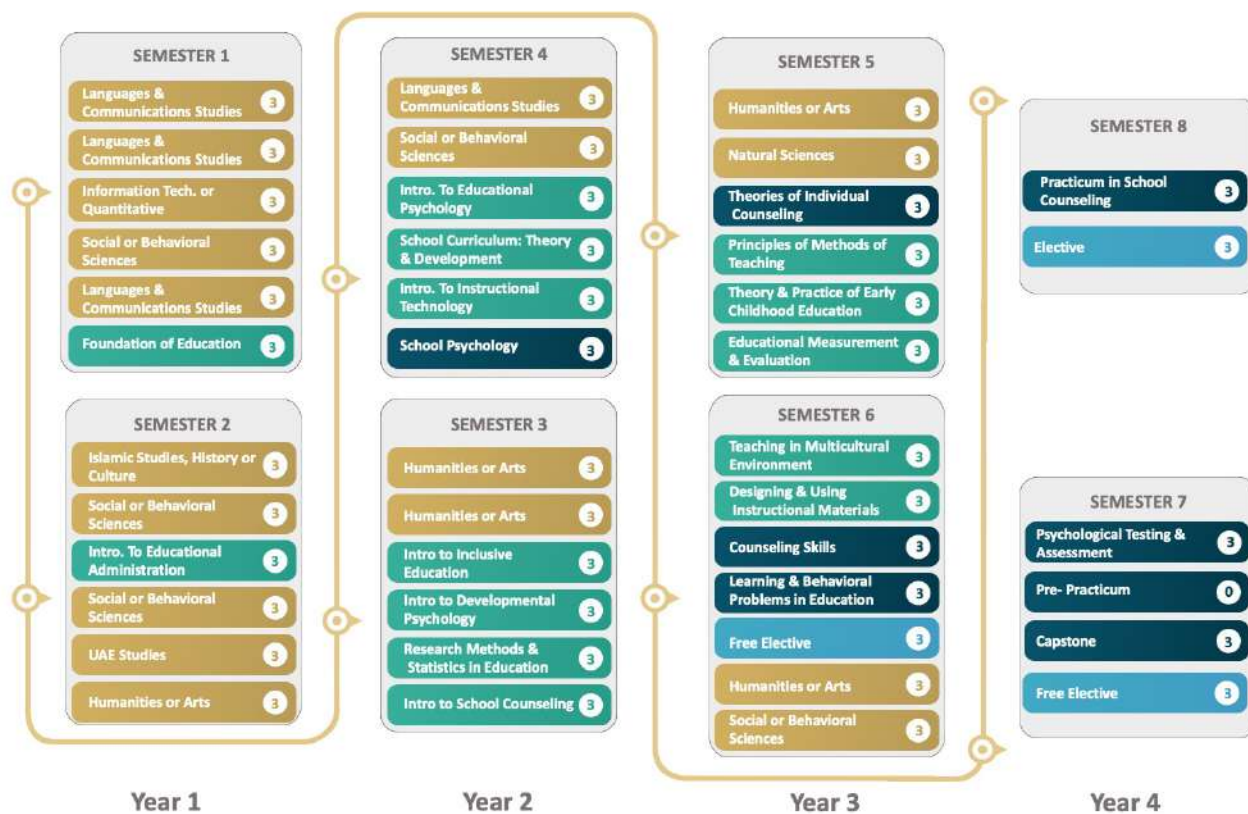 SEMESTER 1
Languages &
Communications Studies
3
Languages &
Communications Studies
3
Information Tech. or
Quantitative
3
Social or Behavioral
Sciences
3
Languages &
Communications Studies
3
Foundation of Education
3
SEMESTER 2
Islamic Studies, History or
Culture
3
Social or Behavioral
Sciences
3
Intro. To Educational
Administration
3
Social or Behavioral
Sciences
3
UAE Studies
3
Humanities or Arts
3
Year 1
SEMESTER 4
Languages &
Communications Studies
3
Social or Behavioral
Sciences
3
Intro. To Educational
Psychology
3
School Curriculum: Theory
& Development
3
Intro. To Instructional
Technology
3
School Psychology
3
SEMESTER 3
Humanities or Arts
3
Humanities or Arts
3
Intro to Inclusive
Education
3
Intro to Developmental
Psychology
3
Research Methods &
Statistics in Education
3
Intro to School Counseling
3
Year 2
SEMESTER 5
Humanities or Arts
3
Natural Sciences
3
Theories of Individual
Counseling
3
Principles of Methods of
Teaching
3
Theory & Practice of Early
Childhood Education
3
Educational Measurement
& Evaluation
3
SEMESTER 6
Teaching in Multicultural
Environment
3
Designing & Using
Instructional Materials
3
Counseling Skills
3
Learning & Behavioral
Problems in Education
3
Free Elective
3
Humanities or Arts
3
Social or Behavioral
Sciences
3
Year 3
SEMESTER 8
Practicum in School
Counseling
3
Elective
3
SEMESTER 7
Psychological Testing &
Assessment
3
Pre- Practicum
0
Capstone
3
Free Elective
3
Year 4